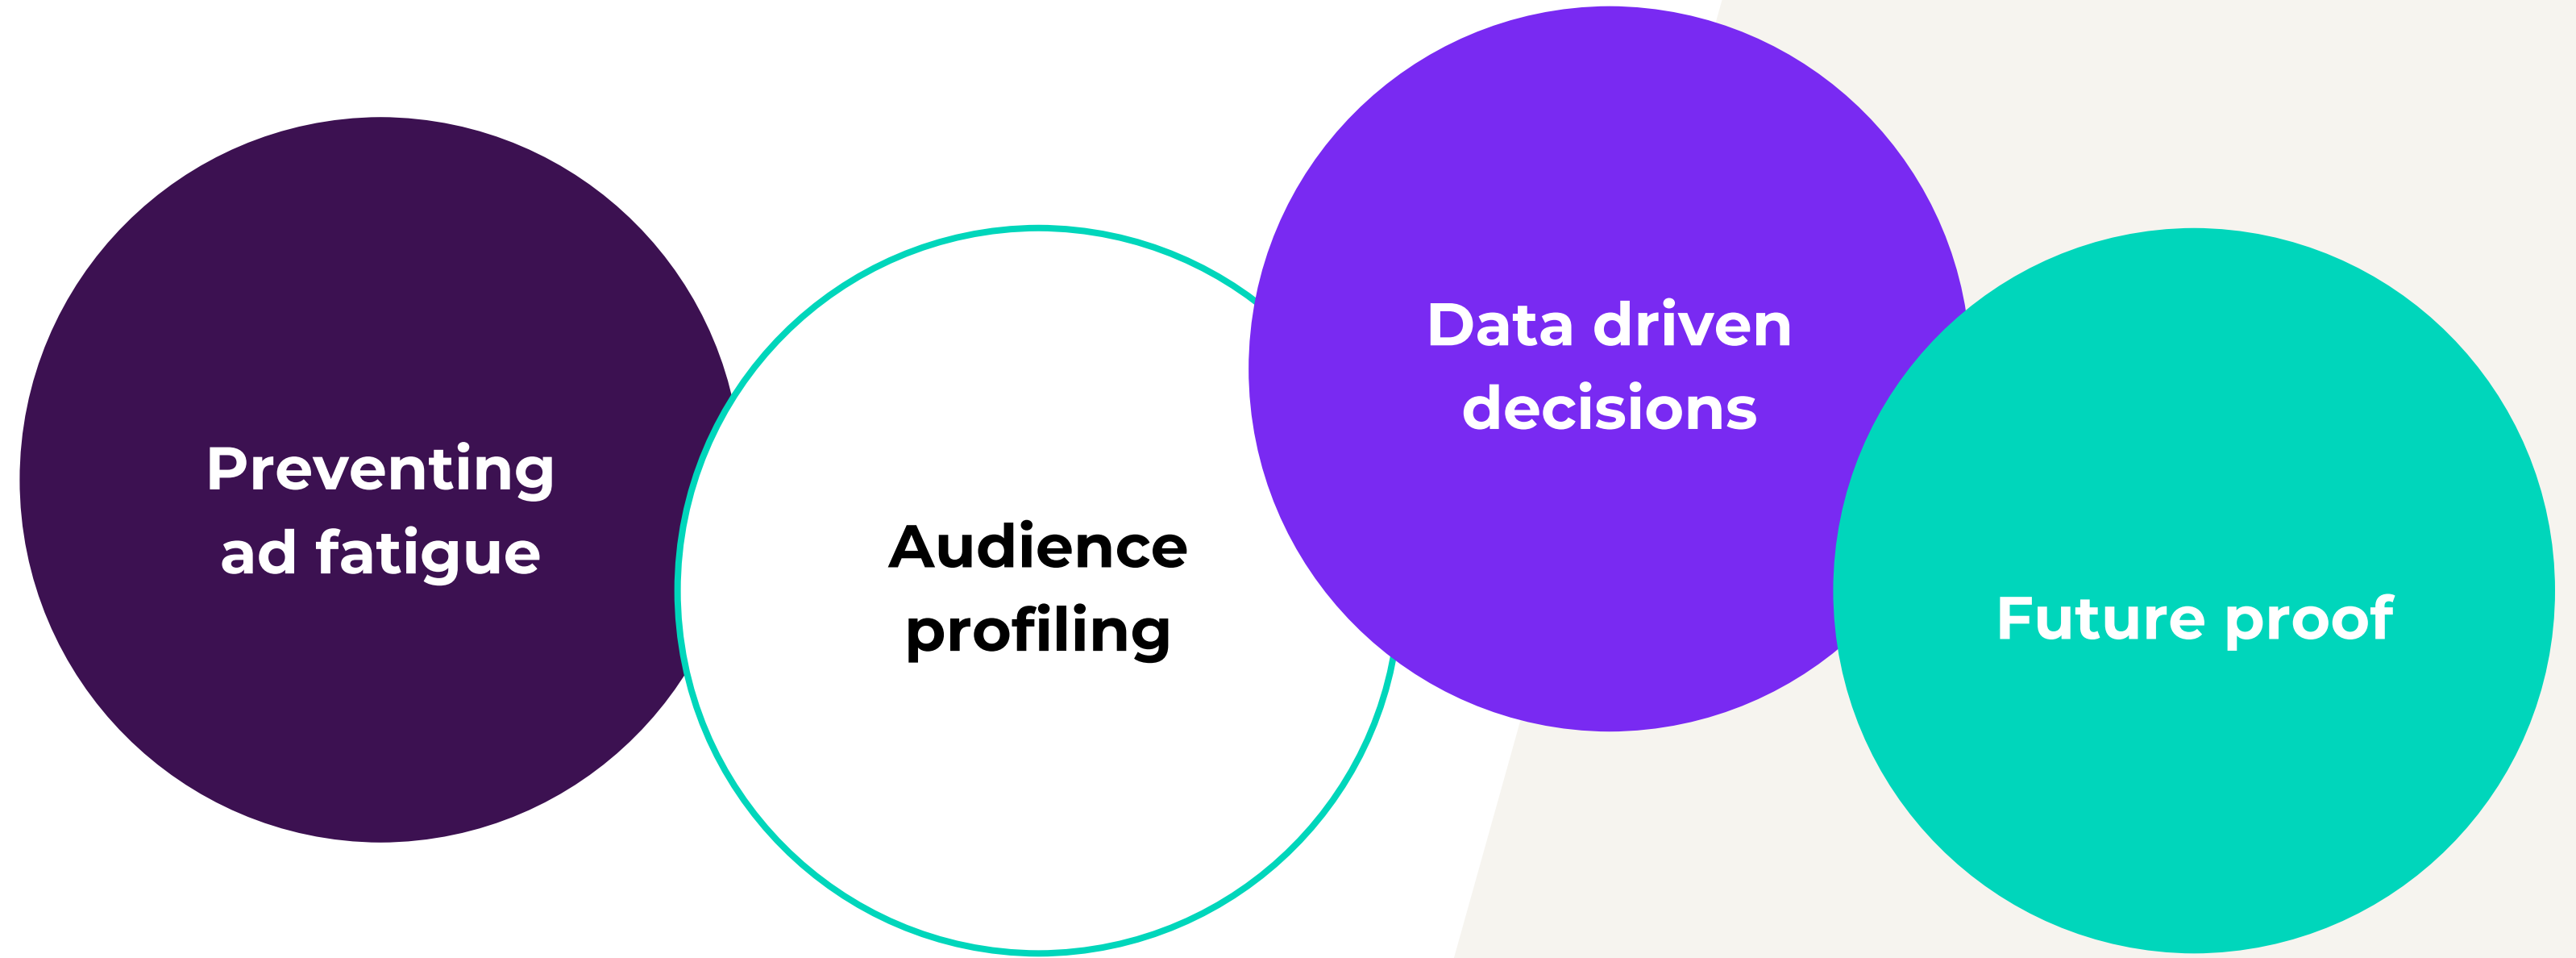 Preventing
ad fatigue
Audience
profiling
Data driven
decisions
Future proof